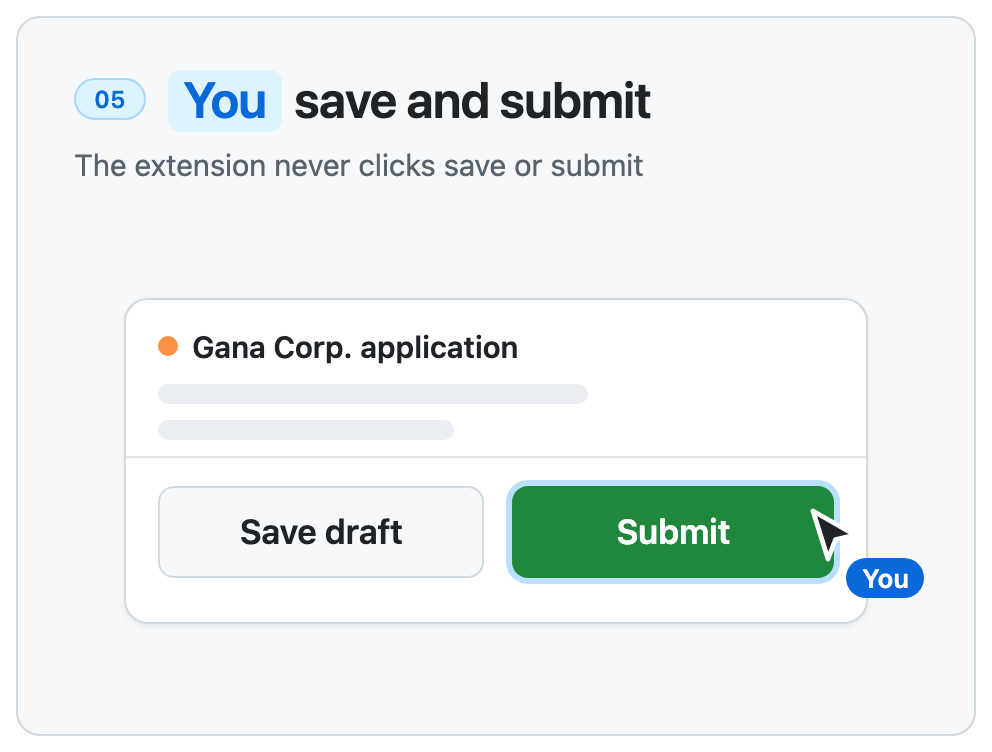 05 You save and submit
The extension never clicks save or submit
Gana Corp. application
Save draft
Submit
You